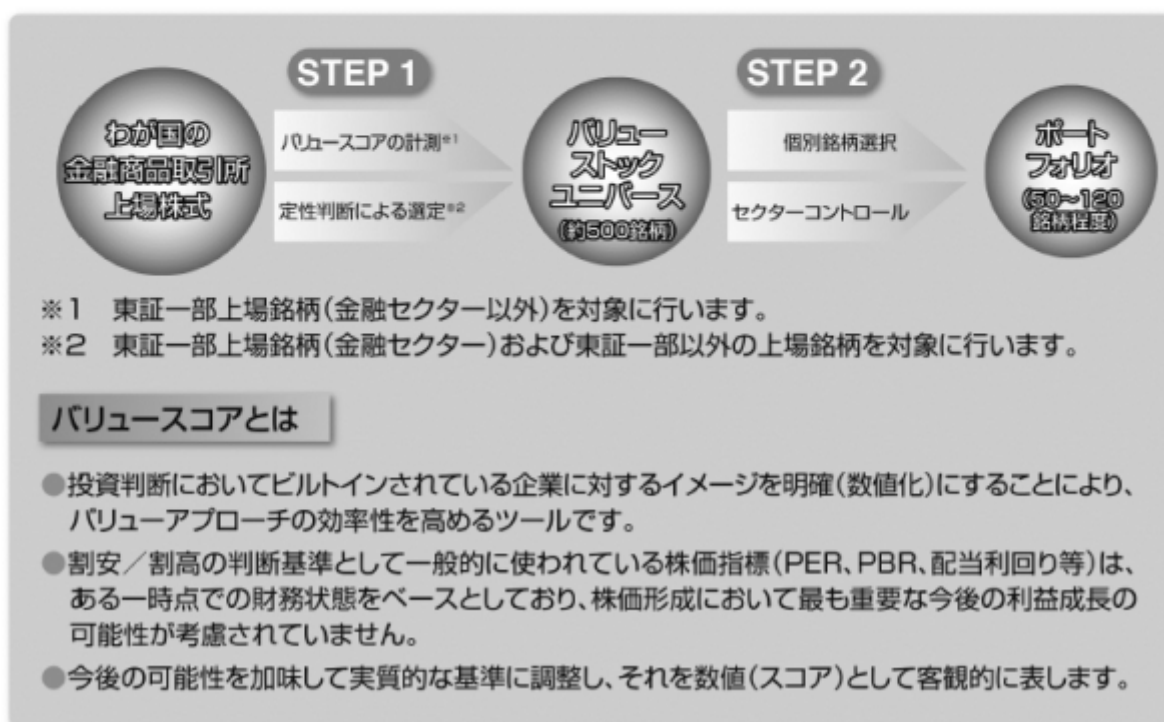 STEP 1
STEP 2
わが国の
金融商品取引所
上場株式
バリュースコアの計測※1
定性判断による選定※2
バリュー
ストック
ユニバース
(約500銘柄)
個別銘柄選択
セクターコントロール
ポート
フォリオ
(50〜120
銘柄程度)
※1 東証一部上場銘柄(金融セクター以外)を対象に行います。
※2 東証一部上場銘柄(金融セクター)および東証一部以外の上場銘柄を対象に行います。
バリュースコアとは
●投資判断においてビルトインされている企業に対するイメージを明確(数値化)にすることにより、
バリューアプローチの効率性を高めるツールです。
●割安/割高の判断基準として一般的に使われている株価指標(PER、PBR、配当利回り等)は、
ある一時点での財務状態をベースとしており、株価形成において最も重要な今後の利益成長の
可能性が考慮されていません。
●今後の可能性を加味して実質的な基準に調整し、それを数値(スコア)として客観的に表します。